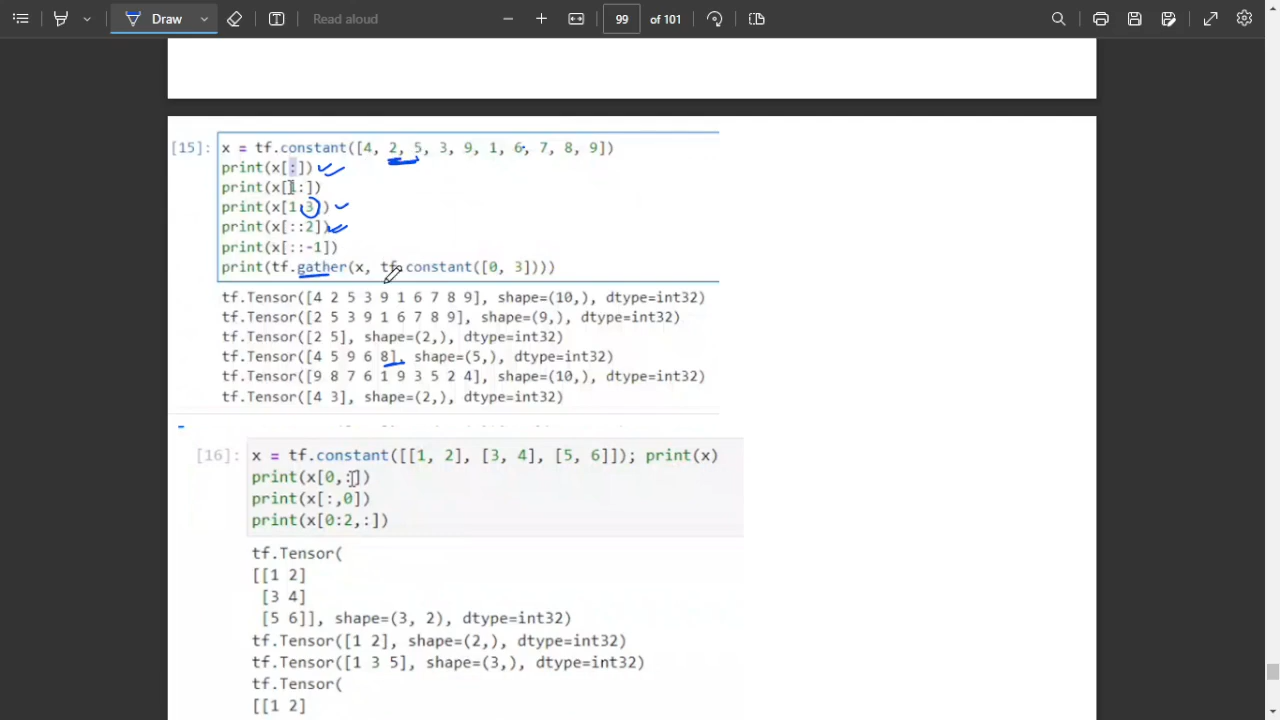 Draw
Read aloud
99 of 101
[15]: x = tf.constant([4, 2, 5, 3, 9, 1, 6, 7, 8, 9])
print(x[:])
print(x[1:])
print(x[1:3])
print(x[::2])
print(x[::-1])
print(tf.gather(x, tf.constant([0, 3])))
tf.Tensor([4 2 5 3 9 1 6 7 8 9], shape=(10,), dtype=int32)
tf.Tensor([2 5 3 9 1 6 7 8 9], shape=(9,), dtype=int32)
tf.Tensor([2 5], shape=(2,), dtype=int32)
tf.Tensor([4 5 9 6 8], shape=(5,), dtype=int32)
tf.Tensor([9 8 7 6 1 9 3 5 2 4], shape=(10,), dtype=int32)
tf.Tensor([4 3], shape=(2,), dtype=int32)
[16]: x = tf.constant([[1, 2], [3, 4], [5, 6]]); print(x)
print(x[0,:])
print(x[:,0])
print(x[0:2,:])
tf.Tensor(
[[1 2]
[3 4]
[5 6]], shape=(3, 2), dtype=int32)
tf.Tensor([1 2], shape=(2,), dtype=int32)
tf.Tensor([1 3 5], shape=(3,), dtype=int32)
tf.Tensor(
[[1 2]